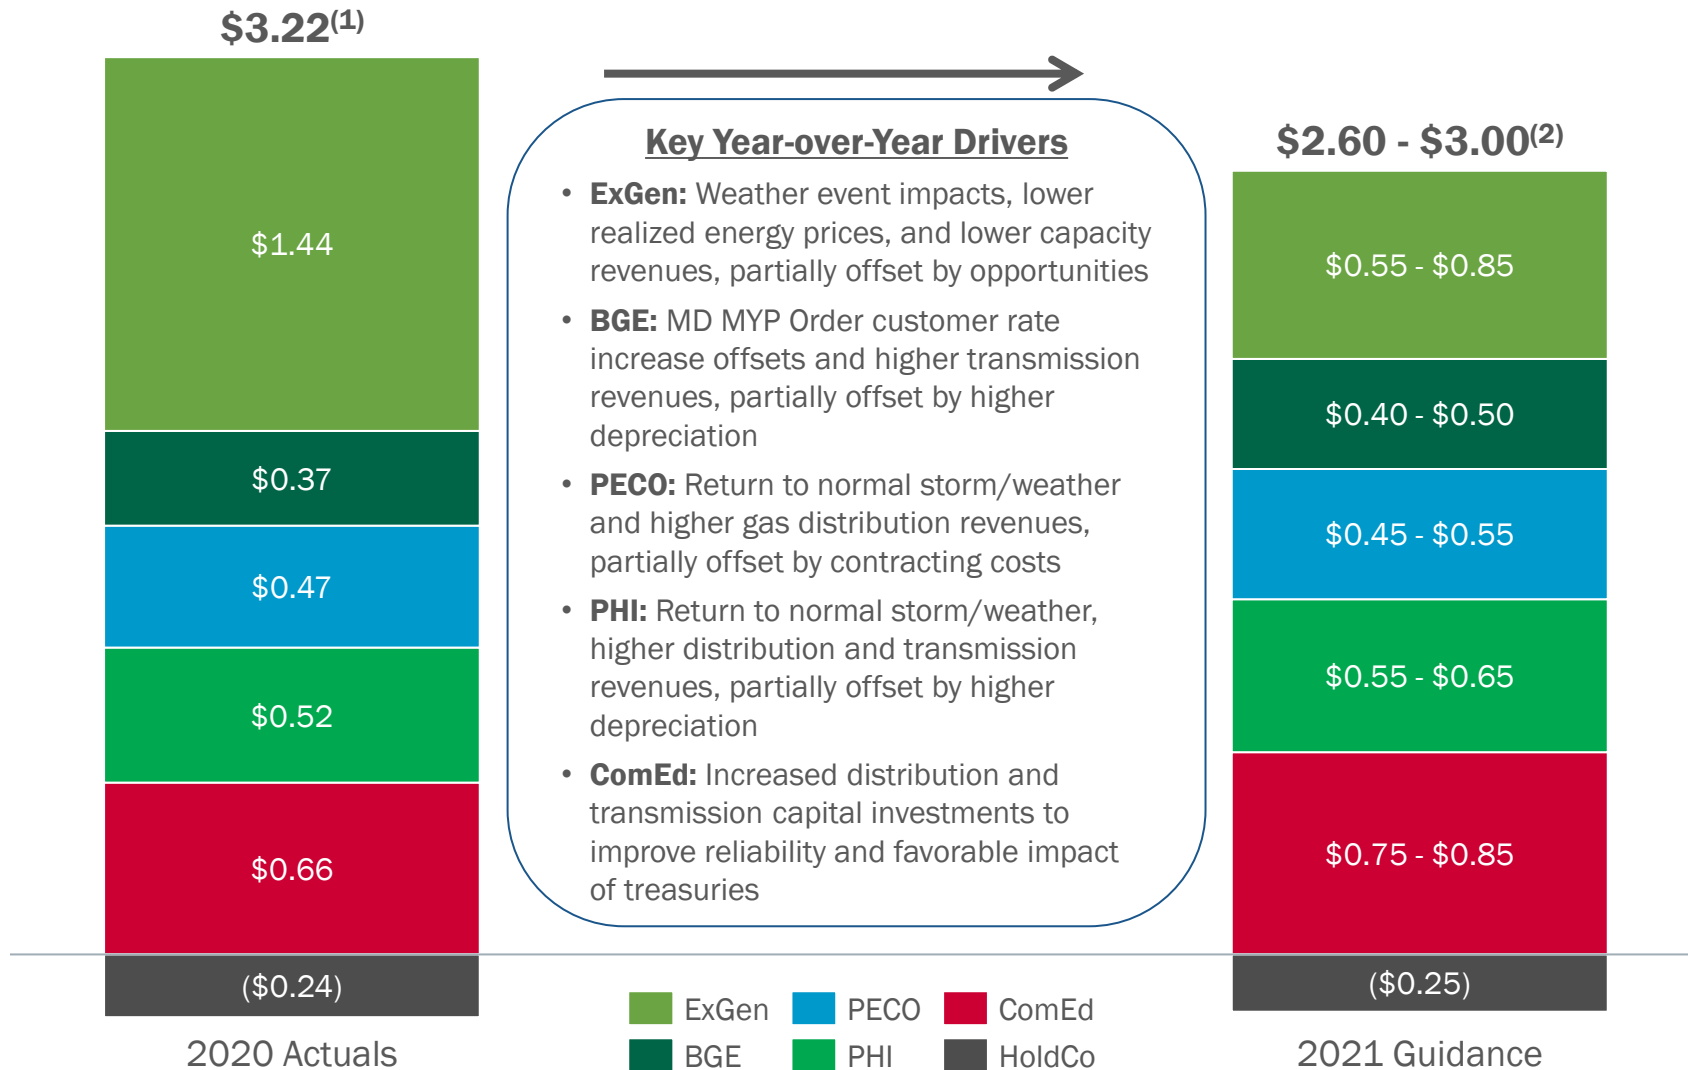 $3.22(1)
$1.44
$0.37
$0.47
$0.52
$0.66
($0.24)
2020 Actuals
Key Year-over-Year Drivers
• ExGen: Weather event impacts, lower
realized energy prices, and lower capacity
revenues, partially offset by opportunities
• BGE: MD MYP Order customer rate
increase offsets and higher transmission
revenues, partially offset by higher
depreciation
• PECO: Return to normal storm/weather
and higher gas distribution revenues,
partially offset by contracting costs
• PHI: Return to normal storm/weather,
higher distribution and transmission
revenues, partially offset by higher
depreciation
• ComEd: Increased distribution and
transmission capital investments to
improve reliability and favorable impact
of treasuries
ExGen PECO ComEd
BGE PHI HoldCo
$2.60 - $3.00(2)
$0.55 - $0.85
$0.40 - $0.50
$0.45 - $0.55
$0.55 - $0.65
$0.75 - $0.85
($0.25)
2021 Guidance